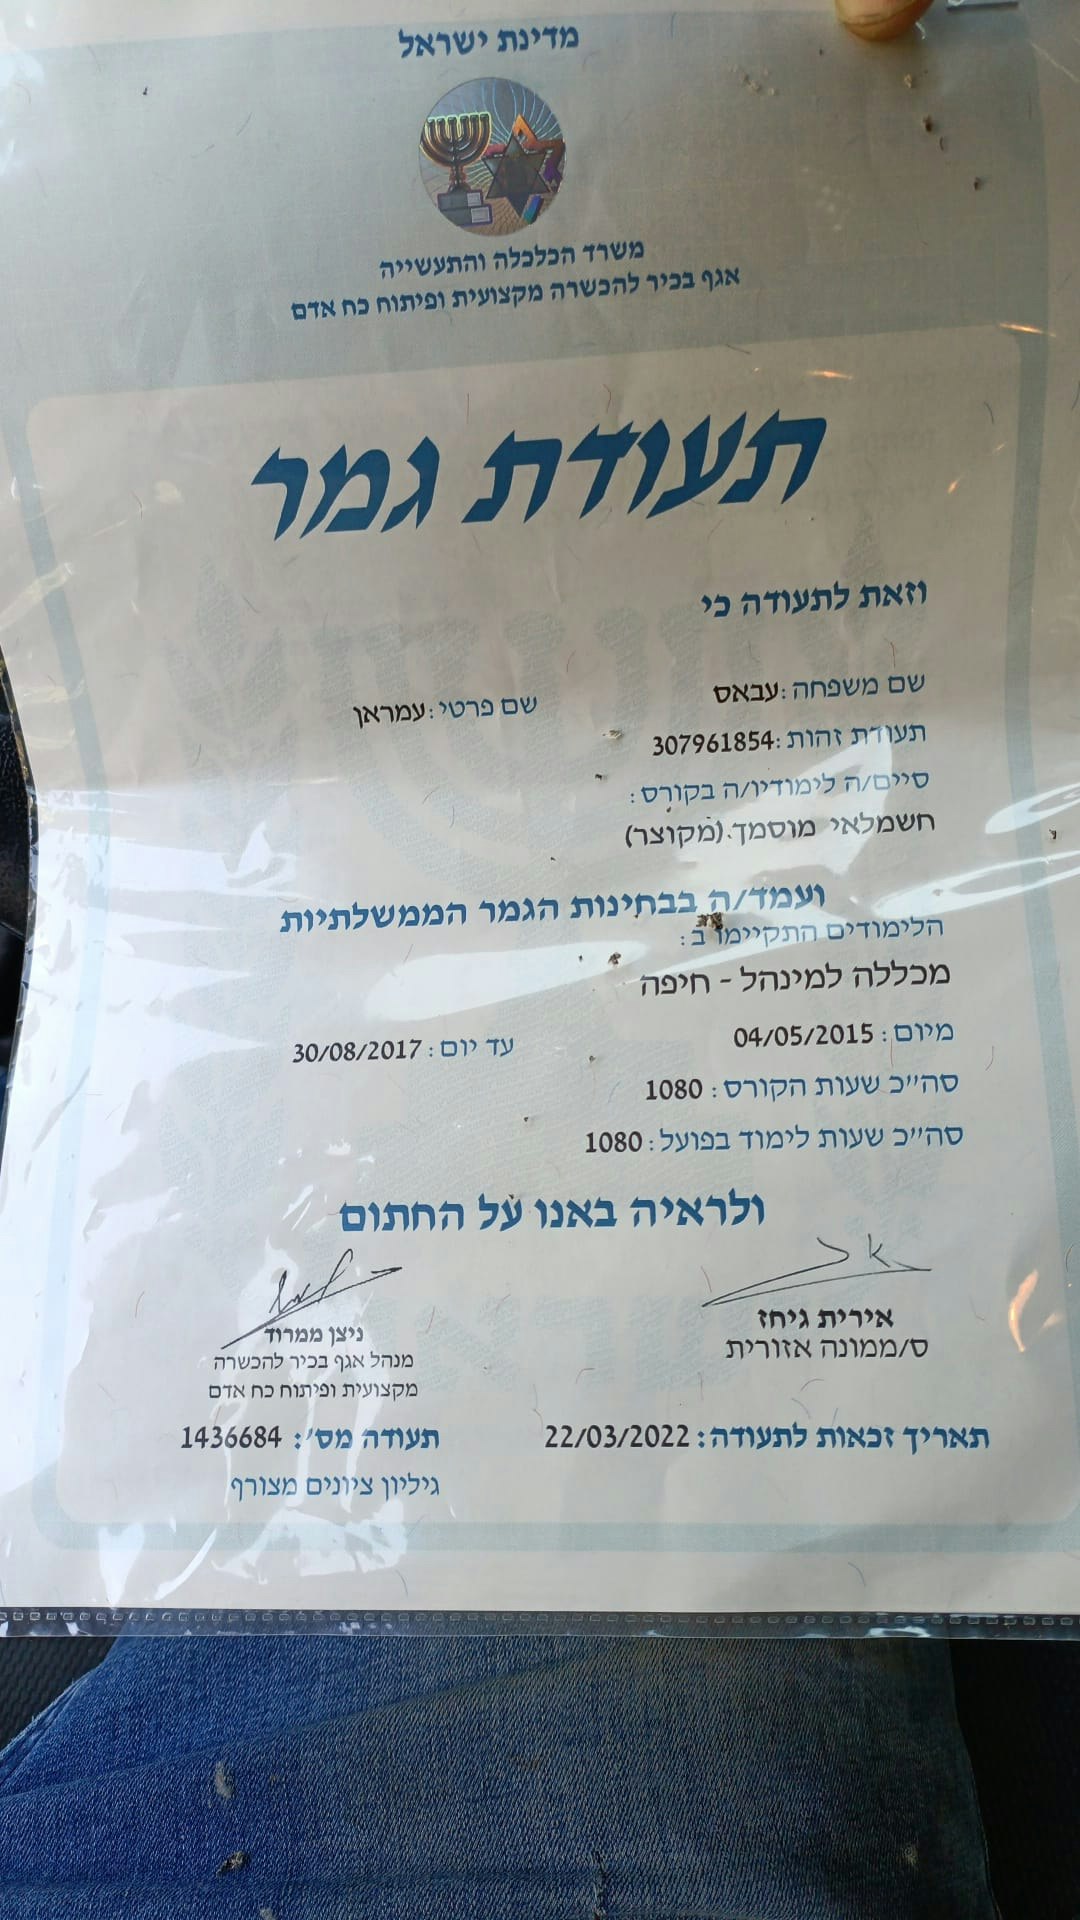 מדינת ישראל
משרד הכלכלה והתעשייה
אגף בכיר להכשרה מקצועית ופיתוח כח אדם
תעודת גמר
וזאת לתעודה כי
שם משפחה: עבאס שם פרטי: עמראן
תעודת זהות: 307961854
סיים/ה לימודיו/ה בקורס:
חשמלאי מוסמך (מקוצר)
ועמד/ה בבחינות הגמר הממשלתיות
הלימודים התקיימו ב:
מכללה למינהל - חיפה
מיום: 04/05/2015 עד יום: 30/08/2017
סה״כ שעות הקורס: 1080
סה״כ שעות לימוד בפועל: 1080
ולראיה באנו על החתום
אירית גיחז ניצן ממרוד
ס/ממונה אזורית מנהל אגף בכיר להכשרה
מקצועית ופיתוח כח אדם
תאריך זכאות לתעודה: 22/03/2022 תעודה מס׳: 1436684
גיליון ציונים מצורף